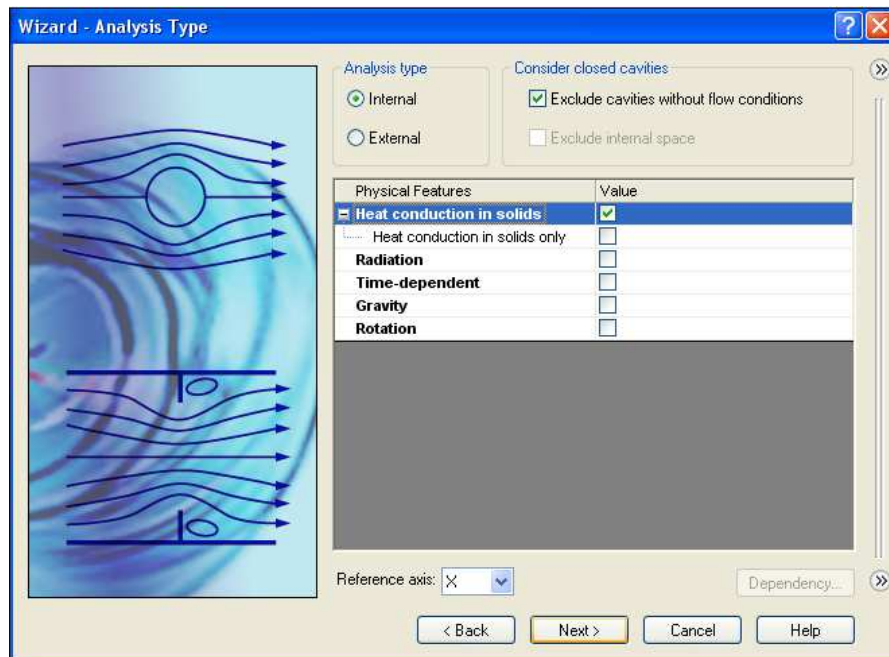 Wizard - Analysis Type
Analysis type
Internal
External
Consider closed cavities
Exclude cavities without flow conditions
Exclude internal space
Physical Features Value
Heat conduction in solids
Heat conduction in solids only
Radiation
Time-dependent
Gravity
Rotation
Reference axis: X
Dependency...
< Back Next > Cancel Help